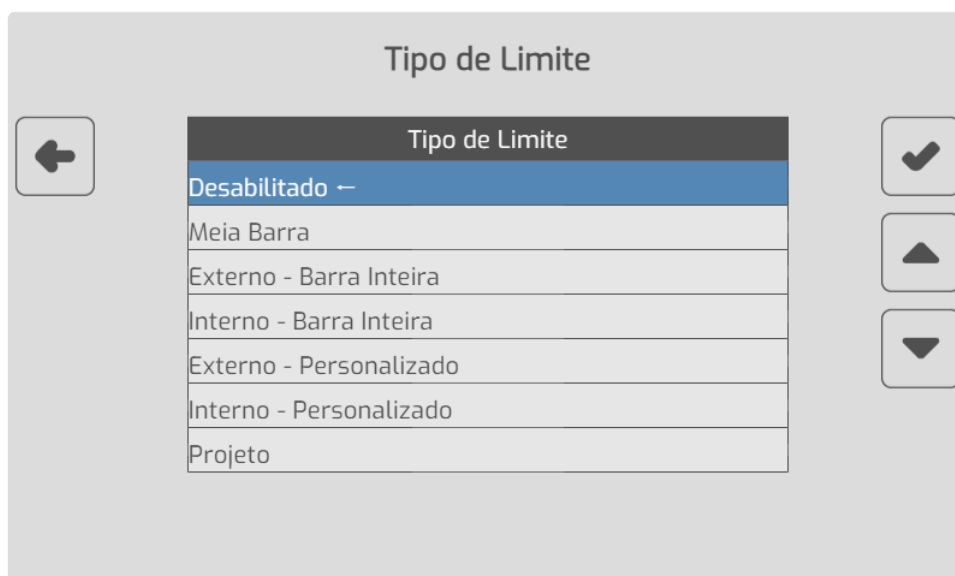 Tipo de Limite
Tipo de Limite
Desabilitado ←
Meia Barra
Externo - Barra Inteira
Interno - Barra Inteira
Externo - Personalizado
Interno - Personalizado
Projeto